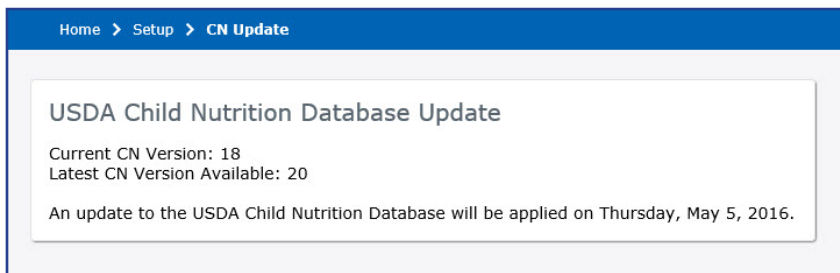 Home > Setup > CN Update
USDA Child Nutrition Database Update
Current CN Version: 18
Latest CN Version Available: 20
An update to the USDA Child Nutrition Database will be applied on Thursday, May 5, 2016.